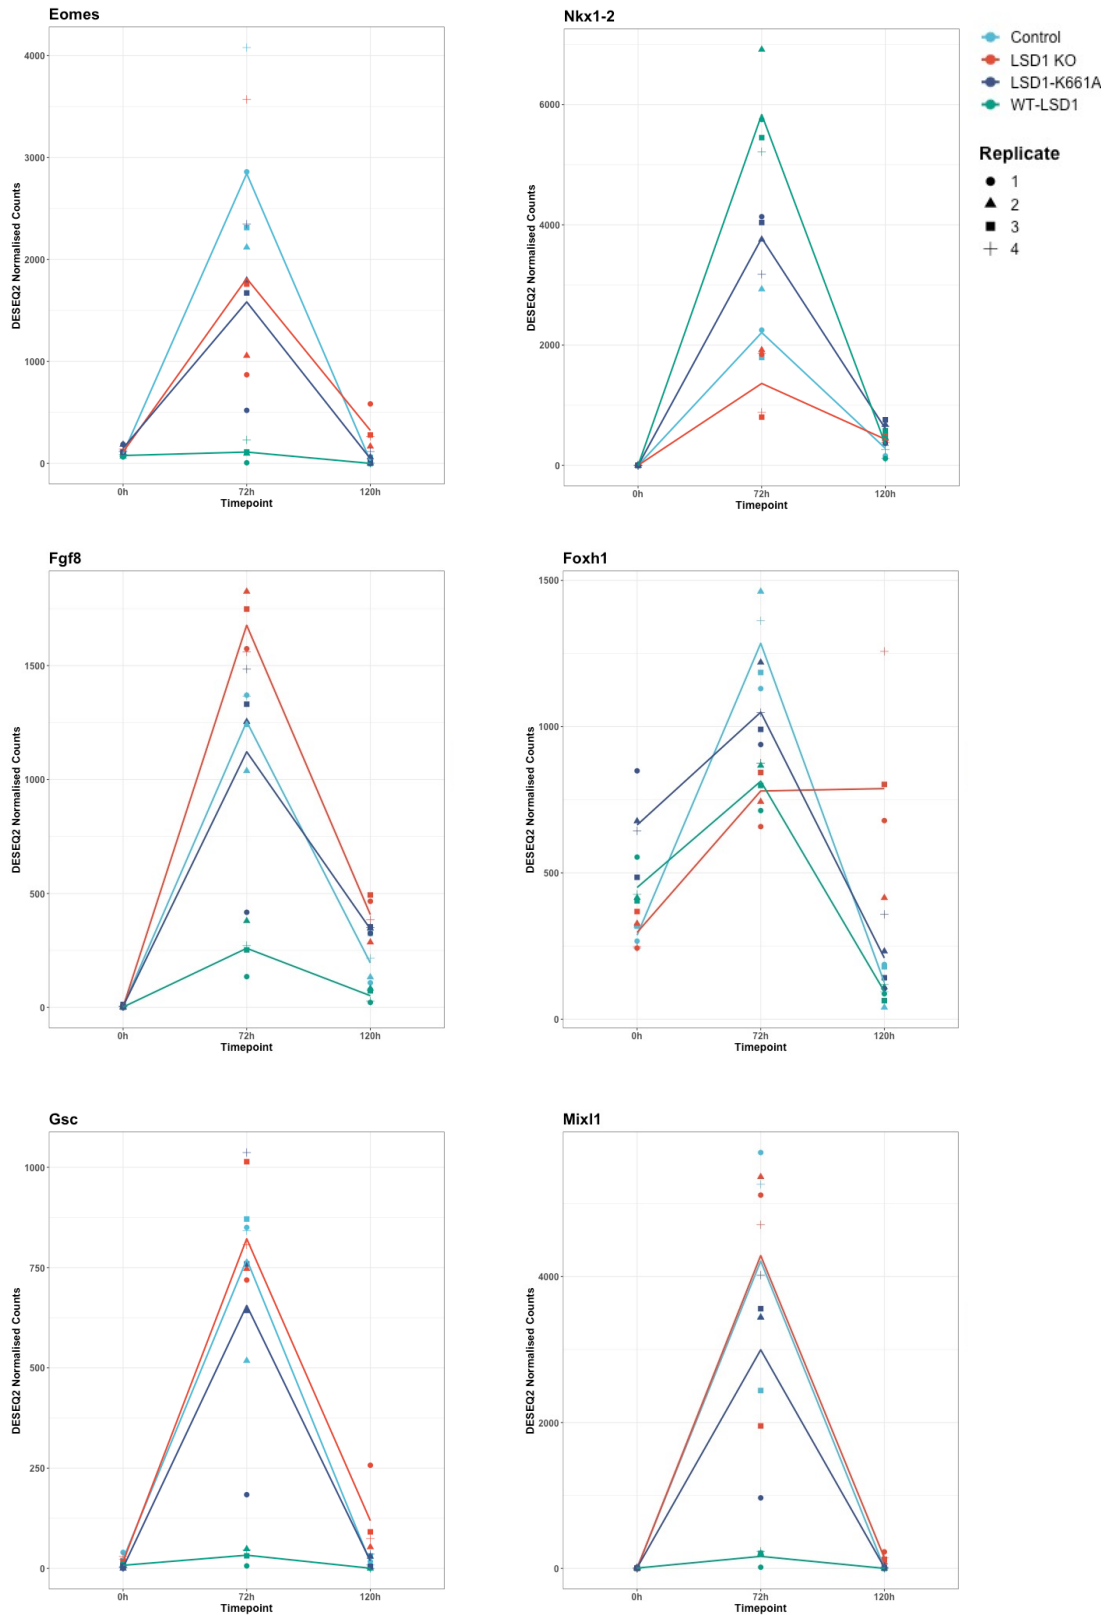 Eomes
DESEQ2 Normalised Counts
4000
3000
2000
1000
0
0h
72h
120h
Timepoint
Nkx1-2
DESEQ2 Normalised Counts
6000
4000
2000
0
0h
72h
120h
Timepoint
Control
LSD1 KO
LSD1-K661A
WT-LSD1
Replicate
1
2
3
4
Fgf8
DESEQ2 Normalised Counts
1500
1000
500
0
0h
72h
120h
Timepoint
Foxh1
DESEQ2 Normalised Counts
1500
1000
500
0
0h
72h
120h
Timepoint
Gsc
DESEQ2 Normalised Counts
1000
750
500
250
0
0h
72h
120h
Timepoint
Mixl1
DESEQ2 Normalised Counts
4000
2000
0
0h
72h
120h
Timepoint